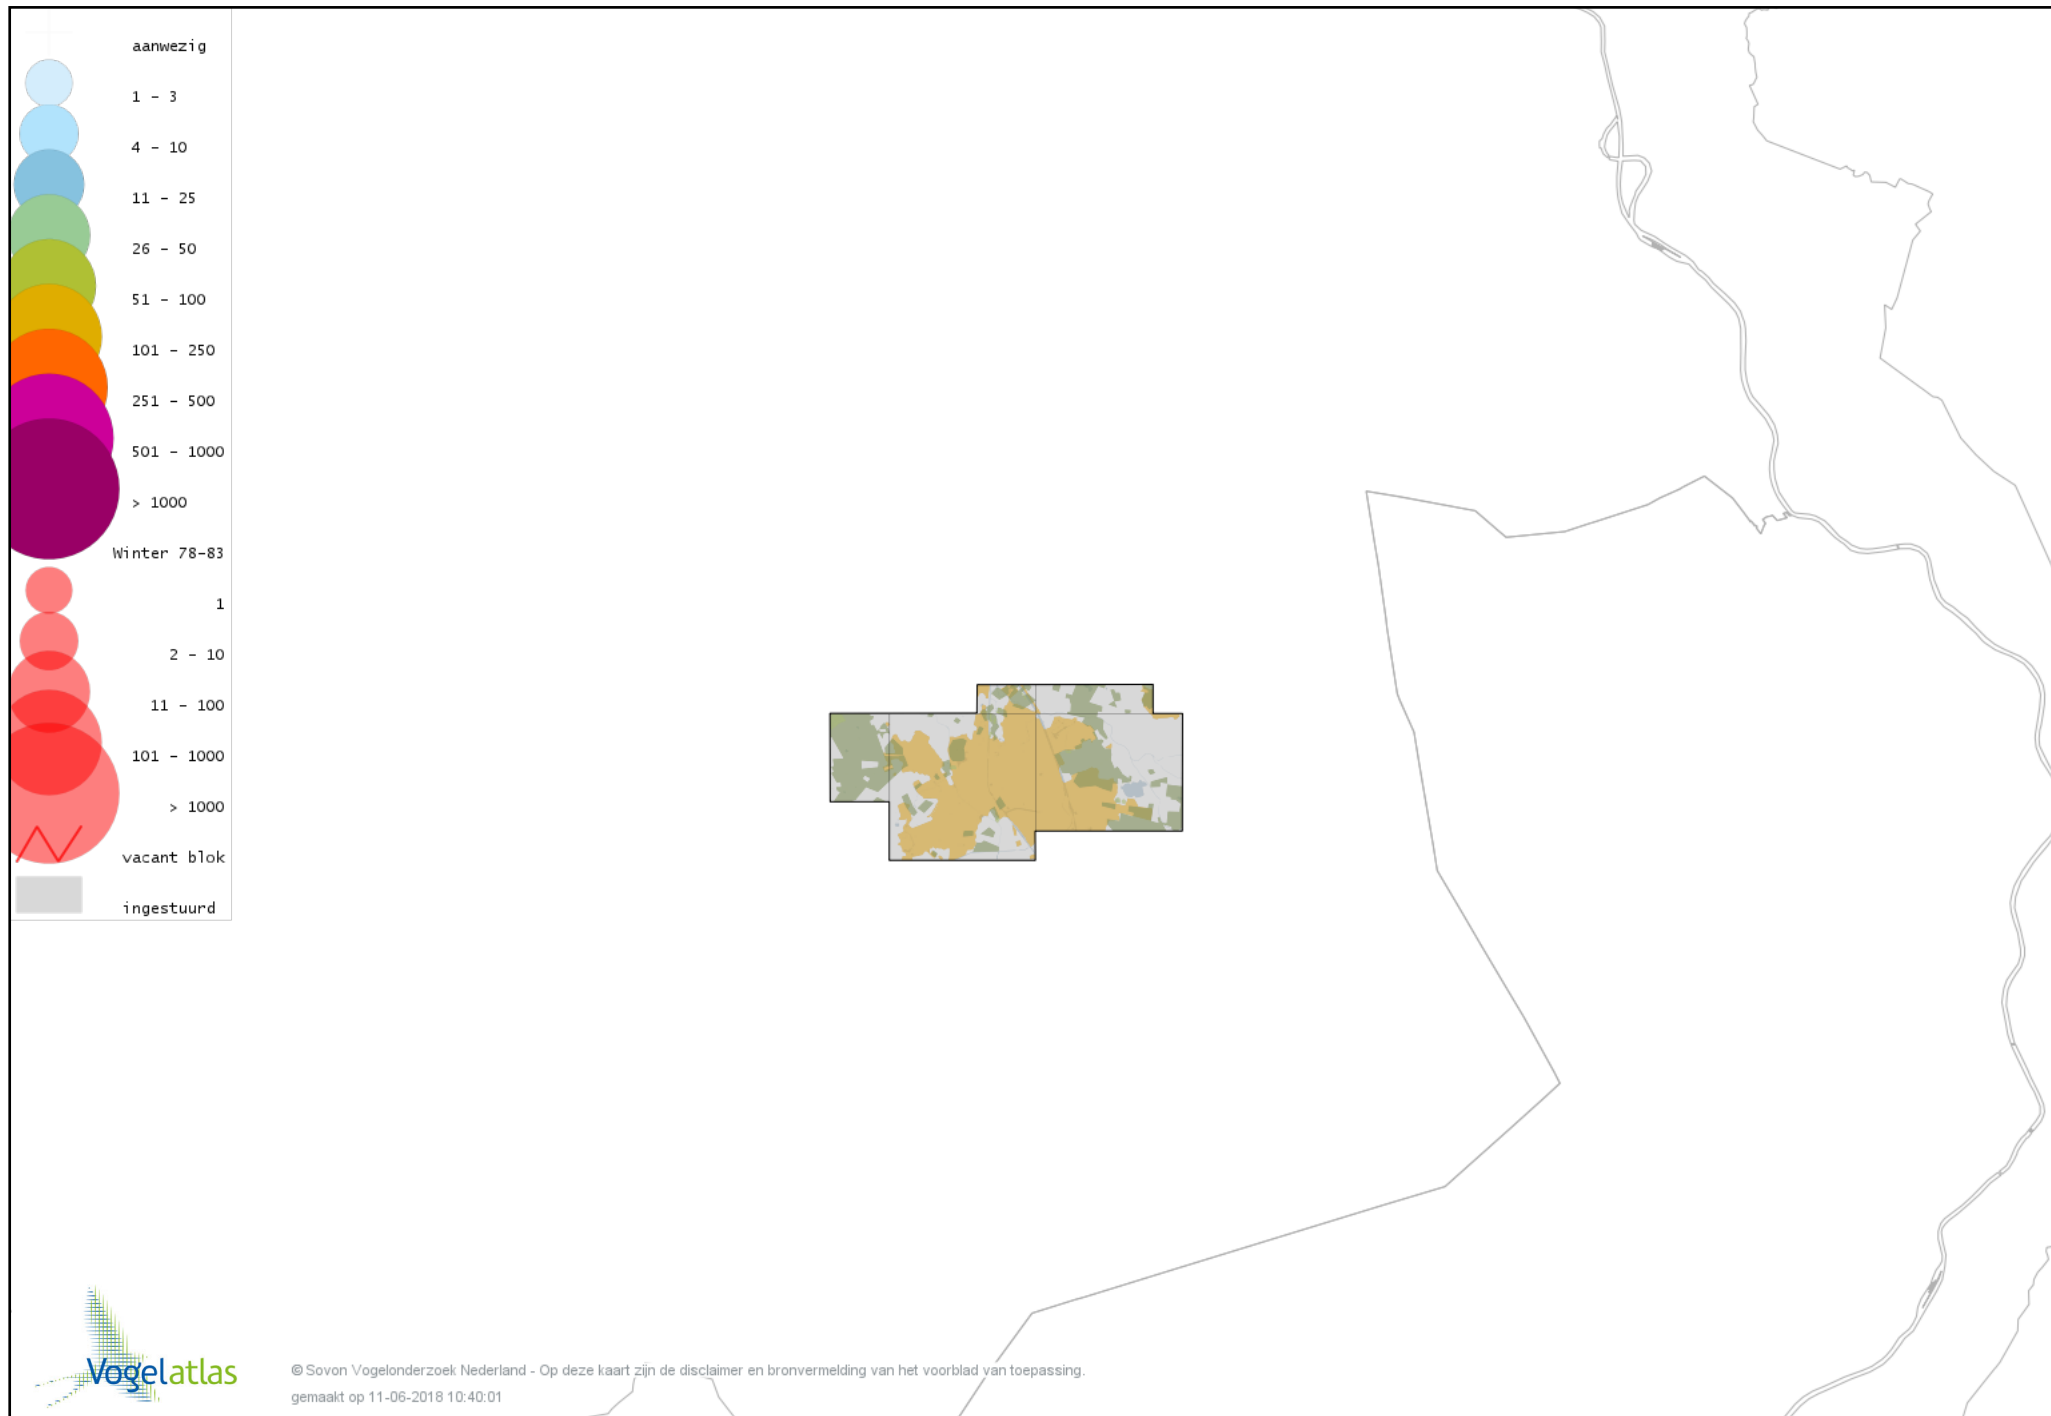 aanwezig
1 - 3
4 - 10
11 - 25
26 - 50
51 - 100
101 - 250
251 - 500
501 - 1000
> 1000
Winter 78-83
1
2 - 10
11 - 100
101 - 1000
> 1000
vacant blok
ingestuurd
Vogelatlas
© Sovon Vogelonderzoek Nederland - Op deze kaart zijn de disclaimer en bronvermelding van het voorblad van toepassing.
gemaakt op 11-06-2018 10:40:01